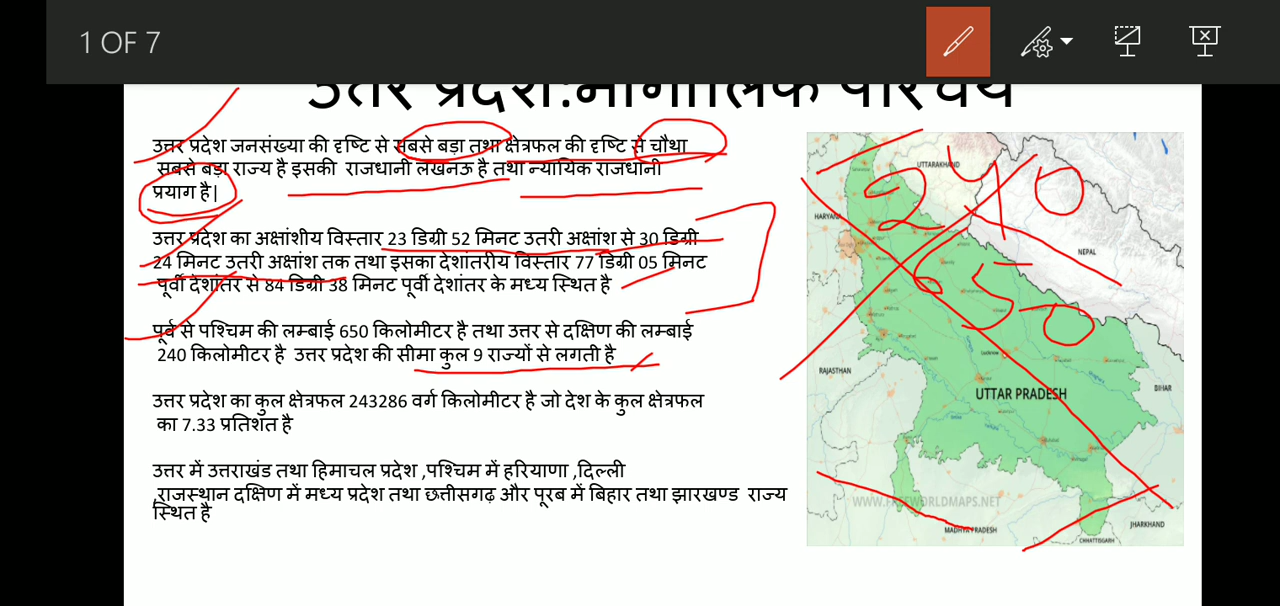 1 OF 7
उत्तर प्रदेश:भौगोलिक परिचय
उत्तर प्रदेश जनसंख्या की दृष्टि से सबसे बड़ा तथा क्षेत्रफल की दृष्टि से चौथा
सबसे बड़ा राज्य है इसकी राजधानी लखनऊ है तथा न्यायिक राजधानी
प्रयाग है|
उत्तर प्रदेश का अक्षांशीय विस्तार 23 डिग्री 52 मिनट उतरी अक्षांश से 30 डिग्री
24 मिनट उतरी अक्षांश तक तथा इसका देशांतरीय विस्तार 77 डिग्री 05 मिनट
पूर्वी देशांतर से 84 डिग्री 38 मिनट पूर्वी देशांतर के मध्य स्थित है
पूर्व से पश्चिम की लम्बाई 650 किलोमीटर है तथा उत्तर से दक्षिण की लम्बाई
240 किलोमीटर है उत्तर प्रदेश की सीमा कुल 9 राज्यों से लगती है
उत्तर प्रदेश का कुल क्षेत्रफल 243286 वर्ग किलोमीटर है जो देश के कुल क्षेत्रफल
का 7.33 प्रतिशत है
उत्तर में उत्तराखंड तथा हिमाचल प्रदेश ,पश्चिम में हरियाणा ,दिल्ली
राजस्थान दक्षिण में मध्य प्रदेश तथा छत्तीसगढ़ और पूरब में बिहार तथा झारखण्ड राज्य
स्थित है
UTTARAKHAND
240
HARYANA
NEPAL
650
RAJASTHAN
UTTAR PRADESH
BIHAR
WWW.FREEWORLDMAPS.NET
MADHYA PRADESH
JHARKHAND
CHHATTISGARH